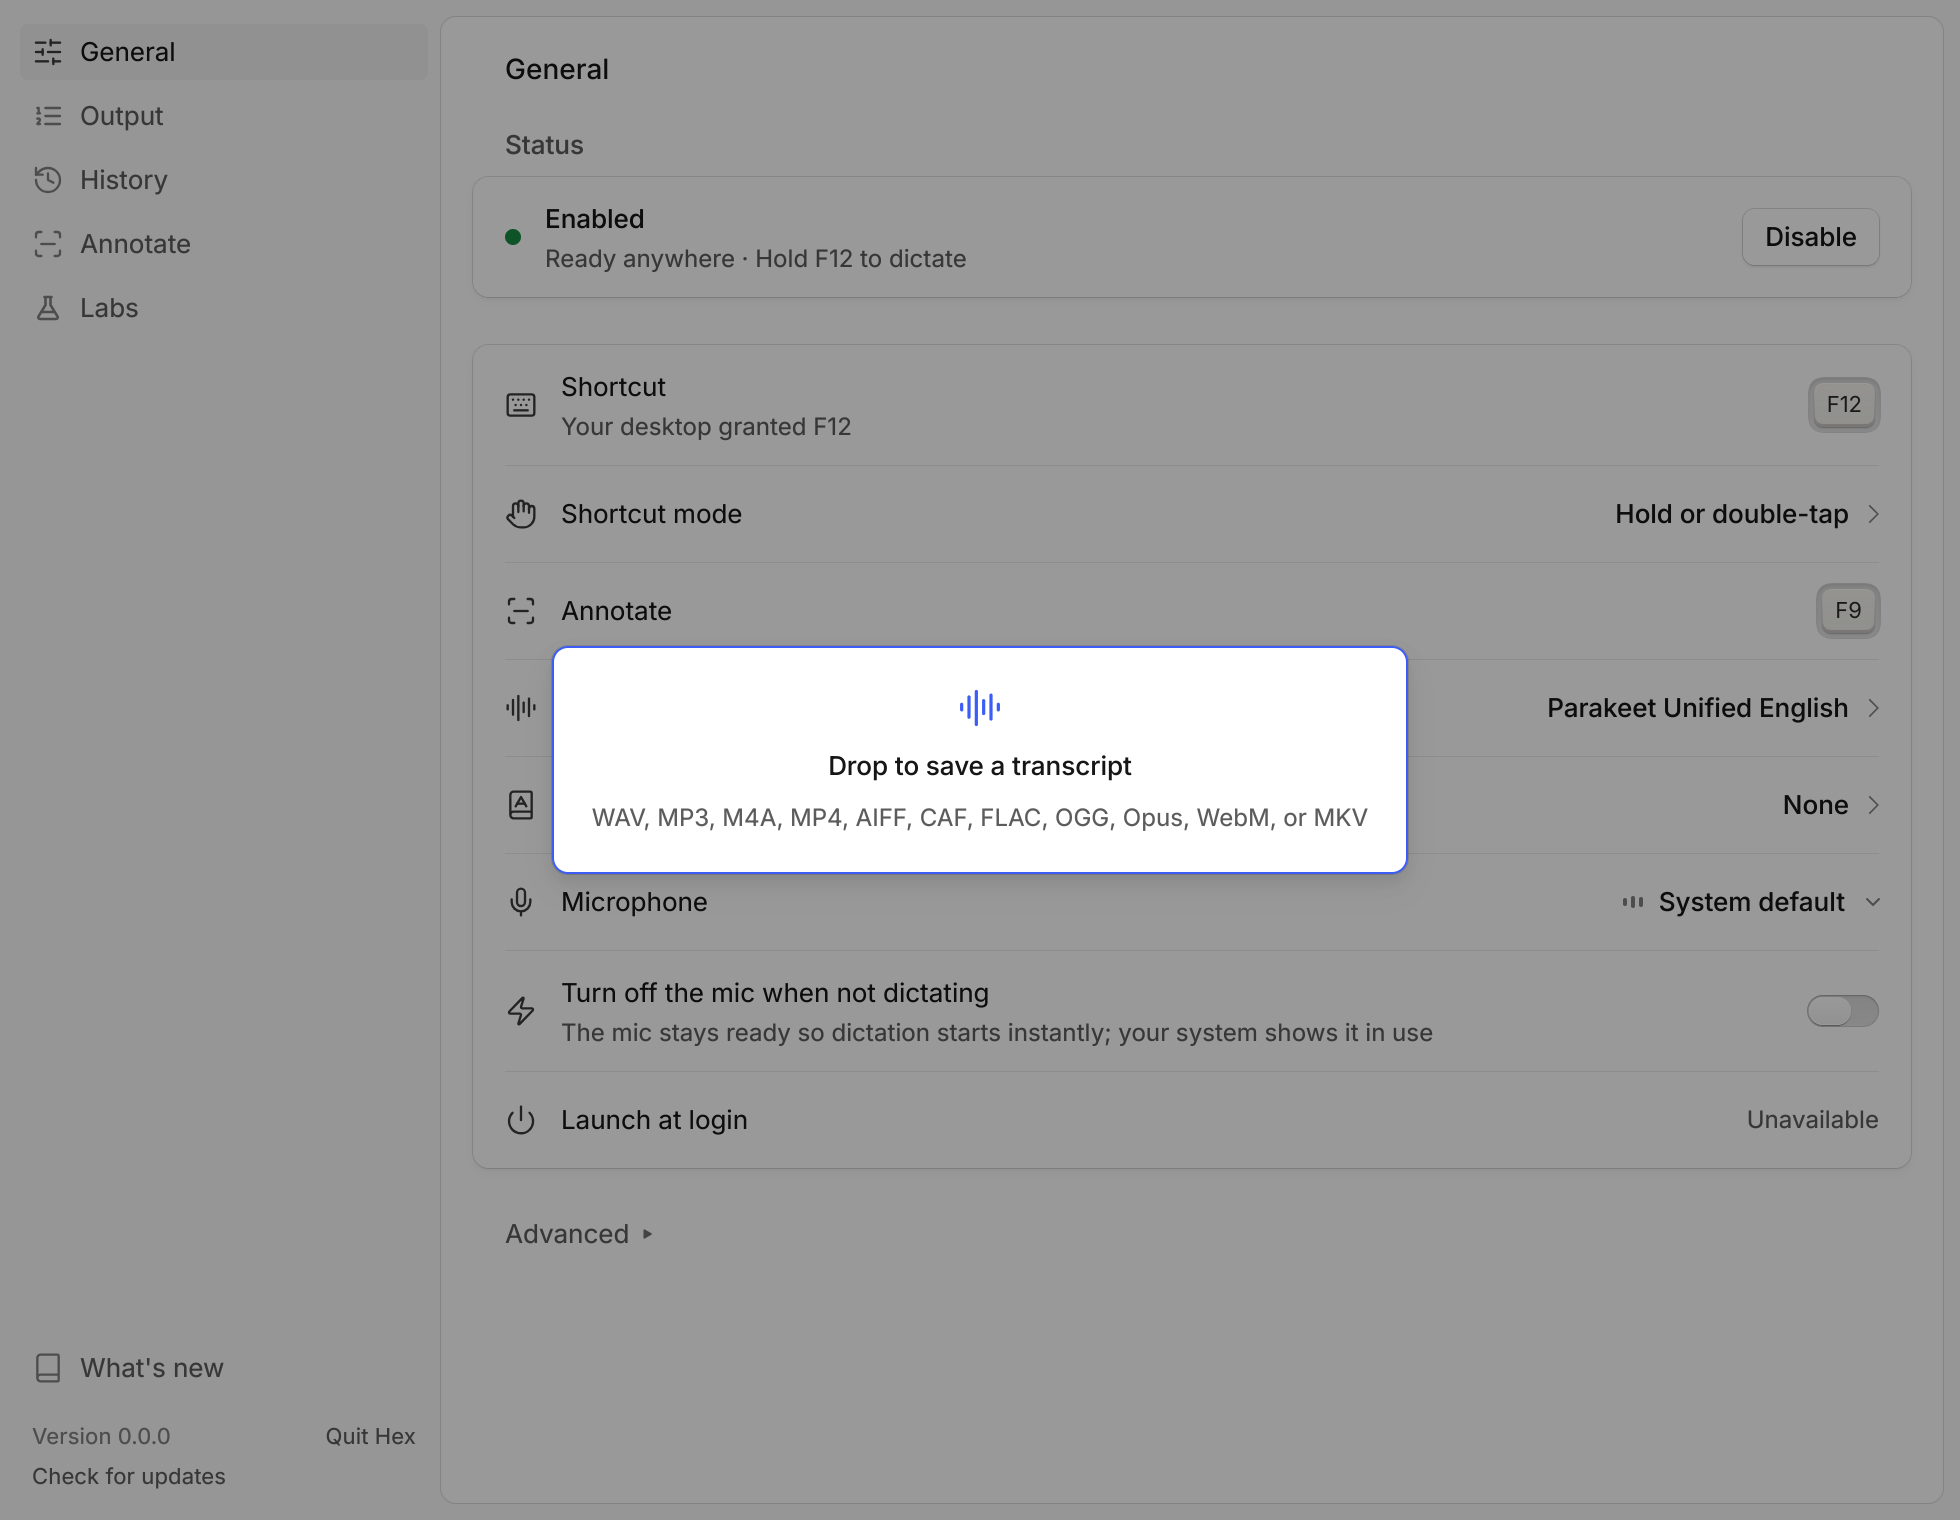 General
Output
History
Annotate
Labs
What's new
Version 0.0.0
Quit Hex
Check for updates
General
Status
Enabled
Ready anywhere · Hold F12 to dictate
Disable
Shortcut
Your desktop granted F12
F12
Shortcut mode
Hold or double-tap
Annotate
F9
Parakeet Unified English
None
Drop to save a transcript
WAV, MP3, M4A, MP4, AIFF, CAF, FLAC, OGG, Opus, WebM, or MKV
Microphone
System default
Turn off the mic when not dictating
The mic stays ready so dictation starts instantly; your system shows it in use
Launch at login
Unavailable
Advanced